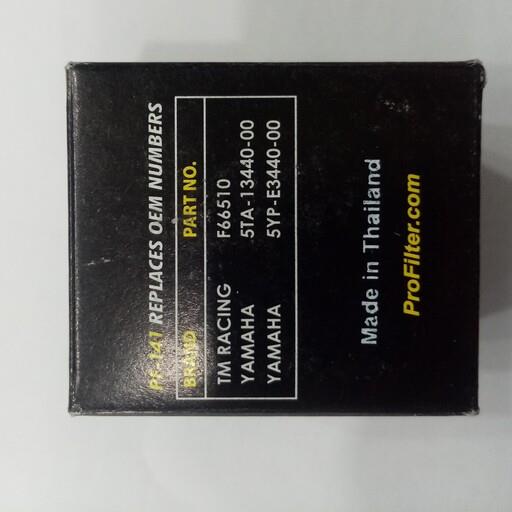 PF-141 REPLACES OEM NUMBERS
BRAND PART NO.
TM RACING F66510
YAMAHA 5TA-13440-00
YAMAHA 5YP-E3440-00
Made in Thailand
ProFilter.com